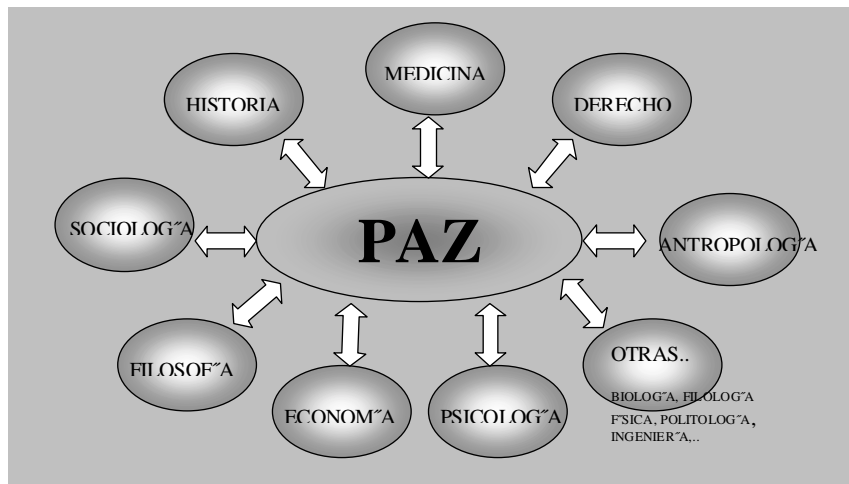 MEDICINA
HISTORIA
DERECHO
SOCIOLOG˝A
PAZ
ANTROPOLOG˝A
FILOSOF˝A
OTRAS..
ECONOM˝A
PSICOLOG˝A
BIOLOG˝A, FILOLOG˝A
F˝SICA, POLITOLOG˝A,
INGENIER˝A,..